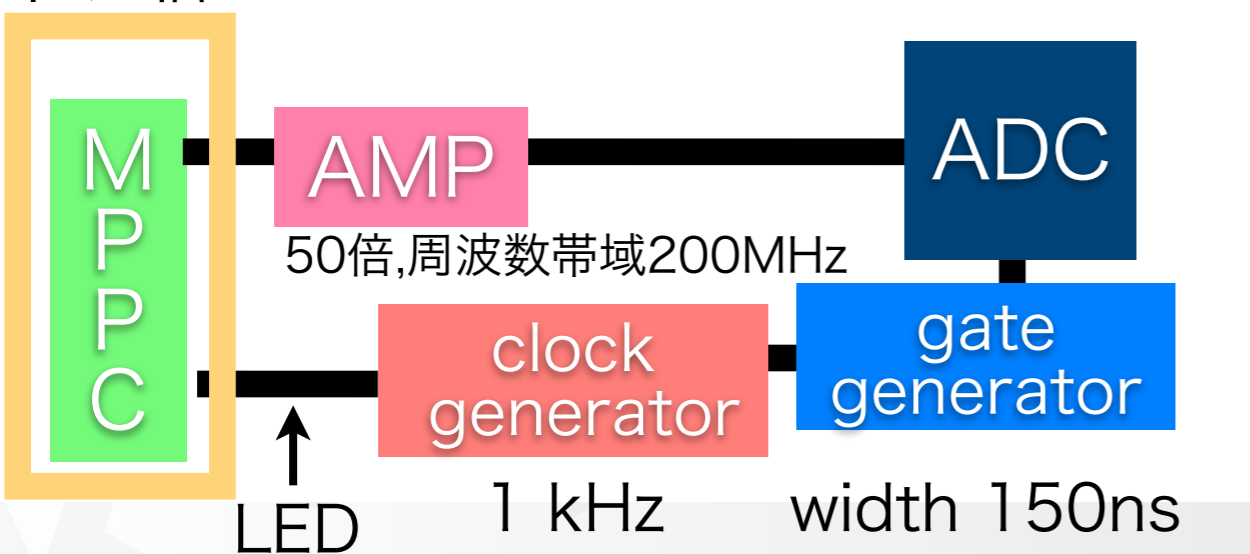 MPPC
AMP
ADC
50倍,周波数帯域200MHz
clock
generator
gate
generator
LED
1 kHz
width 150ns